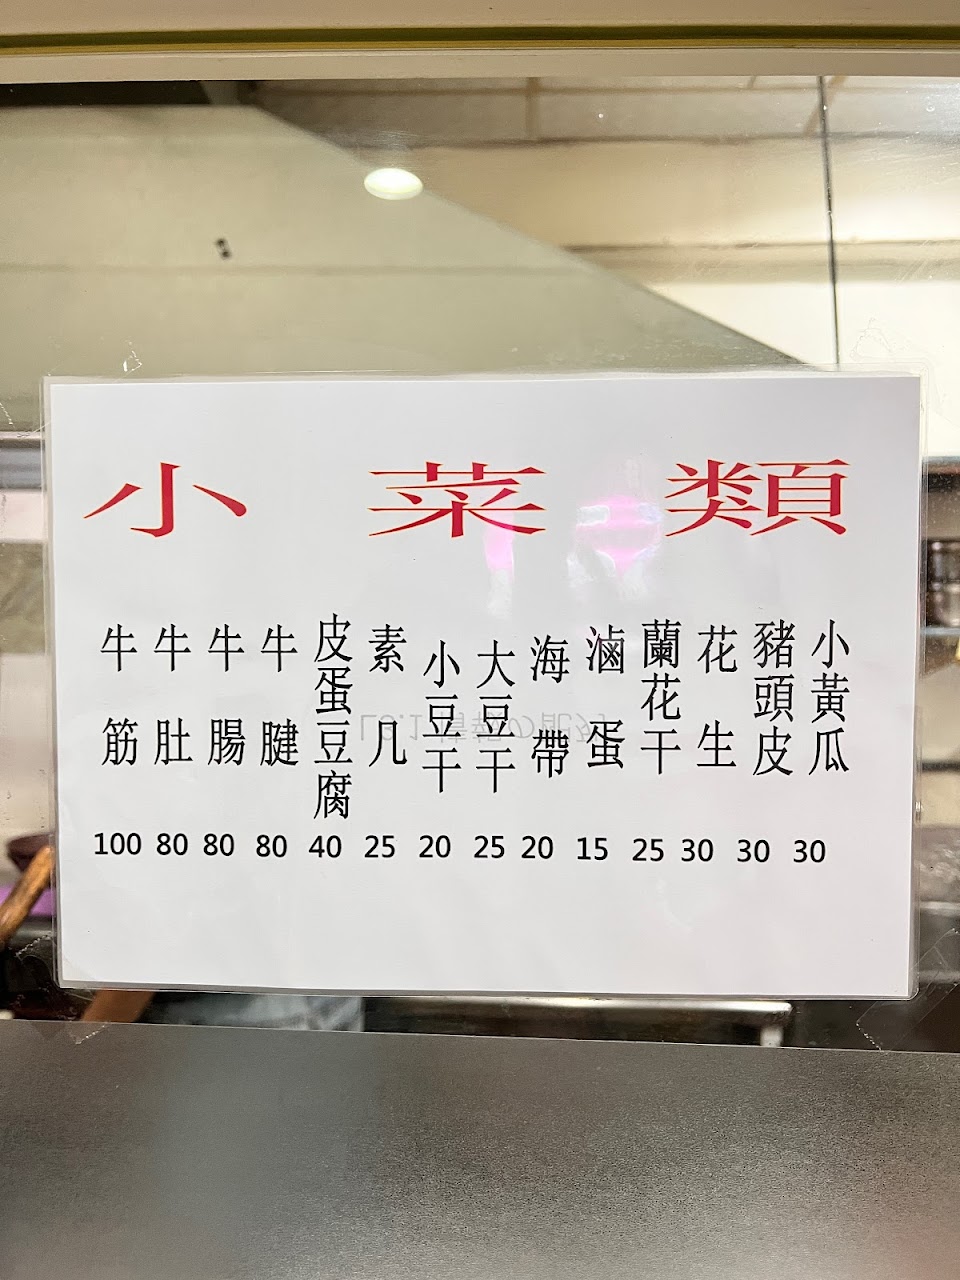 小菜類
小黃瓜 30
豬頭皮 30
花生 30
蘭花干 25
滷蛋 15
海帶 20
大豆干 25
小豆干 20
素几 25
皮蛋豆腐 40
牛腱 80
牛腸 80
牛肚 80
牛筋 100